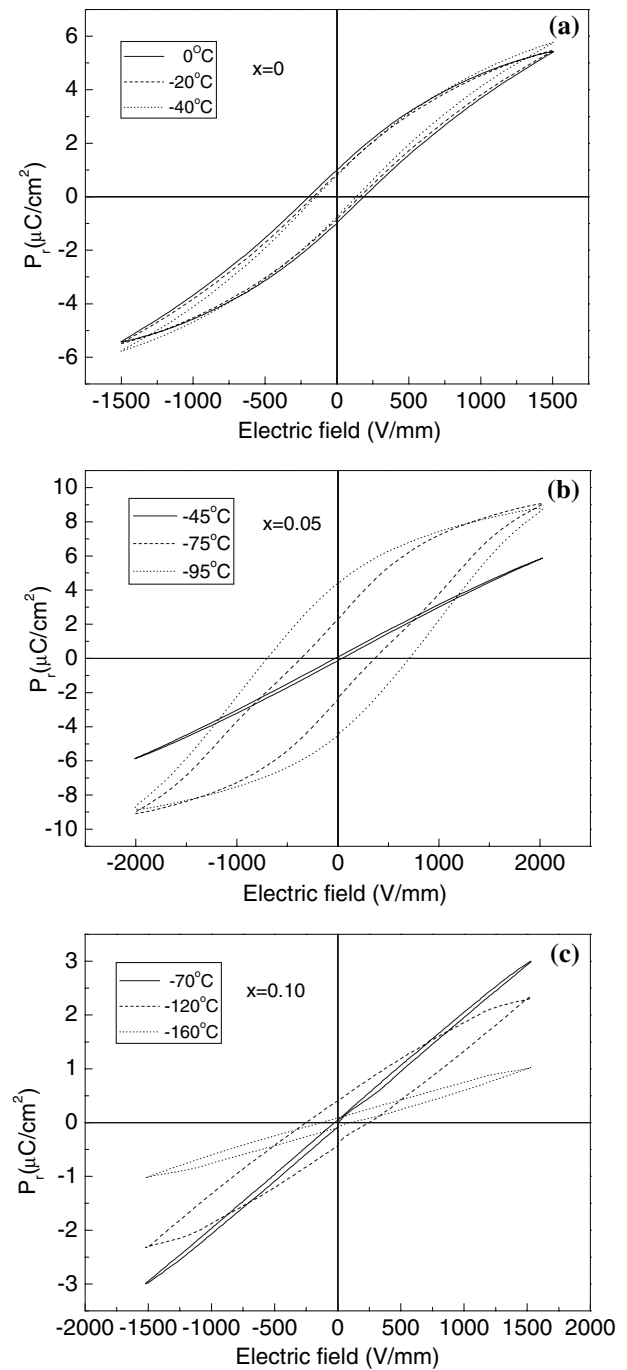 (a)
0°C
-20°C
-40°C
x=0
6
4
2
0
-2
-4
-6
Pr(μC/cm²)
-1500 -1000 -500 0 500 1000 1500
Electric field (V/mm)
(b)
-45°C
-75°C
-95°C
x=0.05
10
8
6
4
2
0
-2
-4
-6
-8
-10
Pr(μC/cm²)
-2000 -1000 0 1000 2000
Electric field (V/mm)
(c)
-70°C
-120°C
-160°C
x=0.10
3
2
1
0
-1
-2
-3
Pr(μC/cm²)
-2000 -1500 -1000 -500 0 500 1000 1500 2000
Electric field (V/mm)